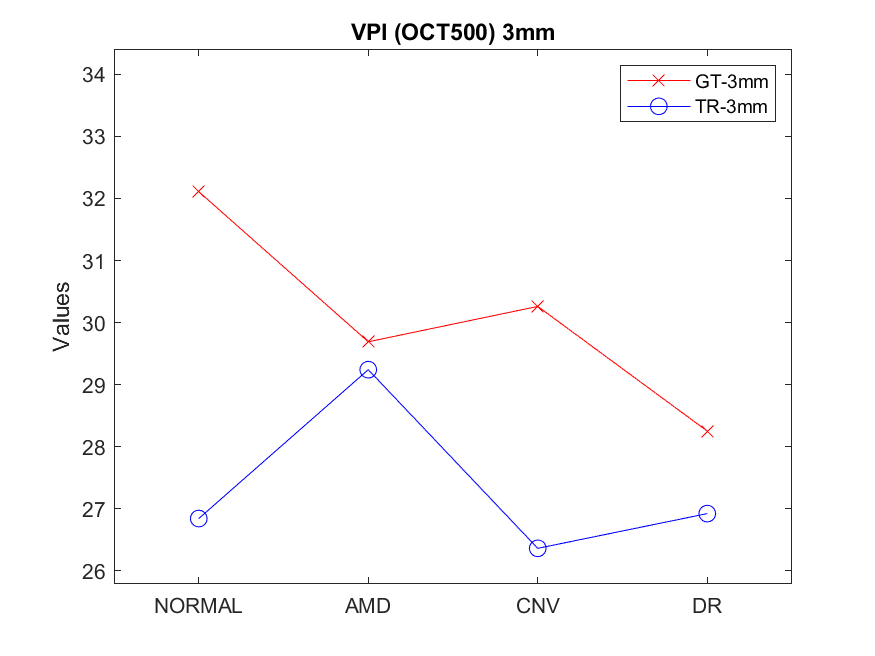 VPI (OCT500) 3mm
GT-3mm
TR-3mm
34
33
32
31
30
29
28
27
26
Values
NORMAL AMD CNV DR